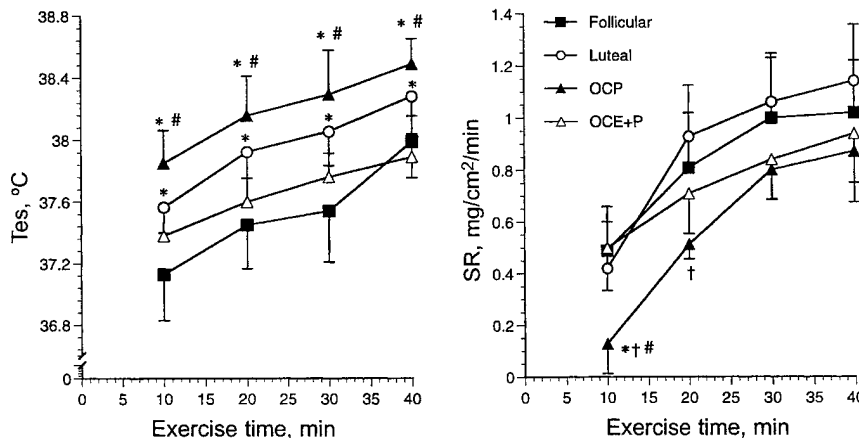 38.8
38.4
38
37.6
37.2
36.8
0
Tes, ºC
* #
* #
* #
* #
*
*
*
*
0 5 10 15 20 25 30 35 40
Exercise time, min
1.4
1.2
1
0.8
0.6
0.4
0.2
0
SR, mg/cm2/min
Follicular
Luteal
OCP
OCE+P
†
*† #
0 5 10 15 20 25 30 35 40
Exercise time, min